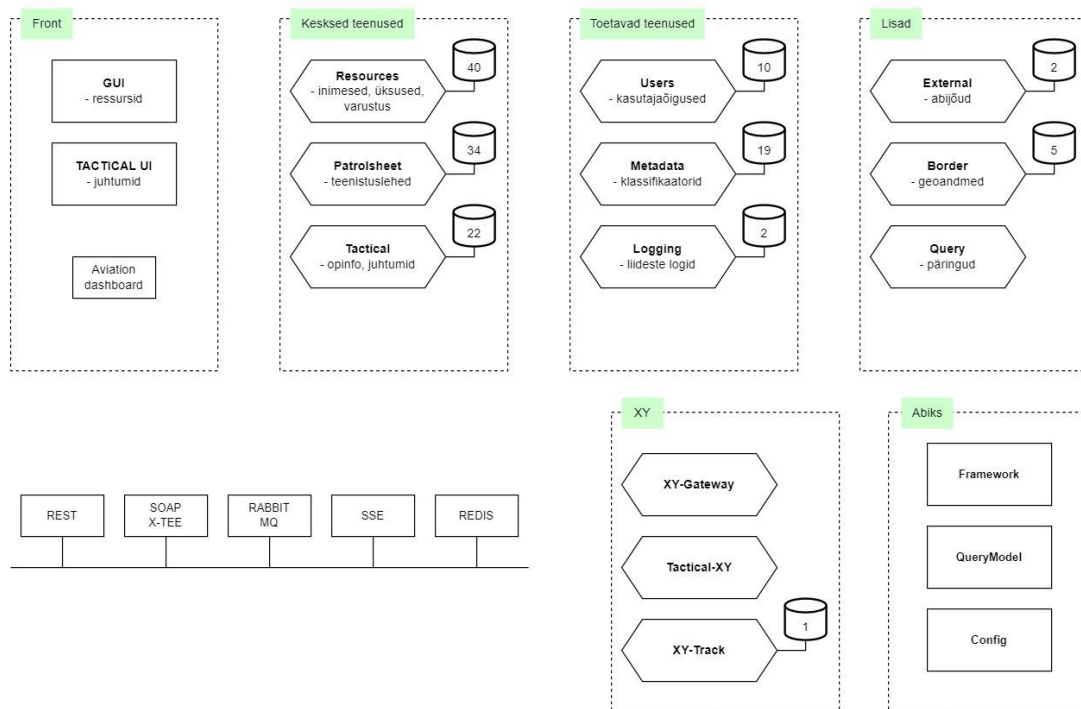 Front
GUI
- ressursid
TACTICAL UI
- juhtumid
Aviation
dashboard
Kesksed teenused
40
Resources
- inimesed, üksused,
varustus
34
Patrolsheet
- teenistuslehed
22
Tactical
- opinfo, juhtumid
Toetavad teenused
10
Users
- kasutajaõigused
19
Metadata
- klassifikaatorid
2
Logging
- liideste logid
Lisad
2
External
- abijõud
5
Border
- geoandmed
Query
- päringud
REST
SOAP
X-TEE
RABBIT
MQ
SSE
REDIS
XY
XY-Gateway
Tactical-XY
1
XY-Track
Abiks
Framework
QueryModel
Config